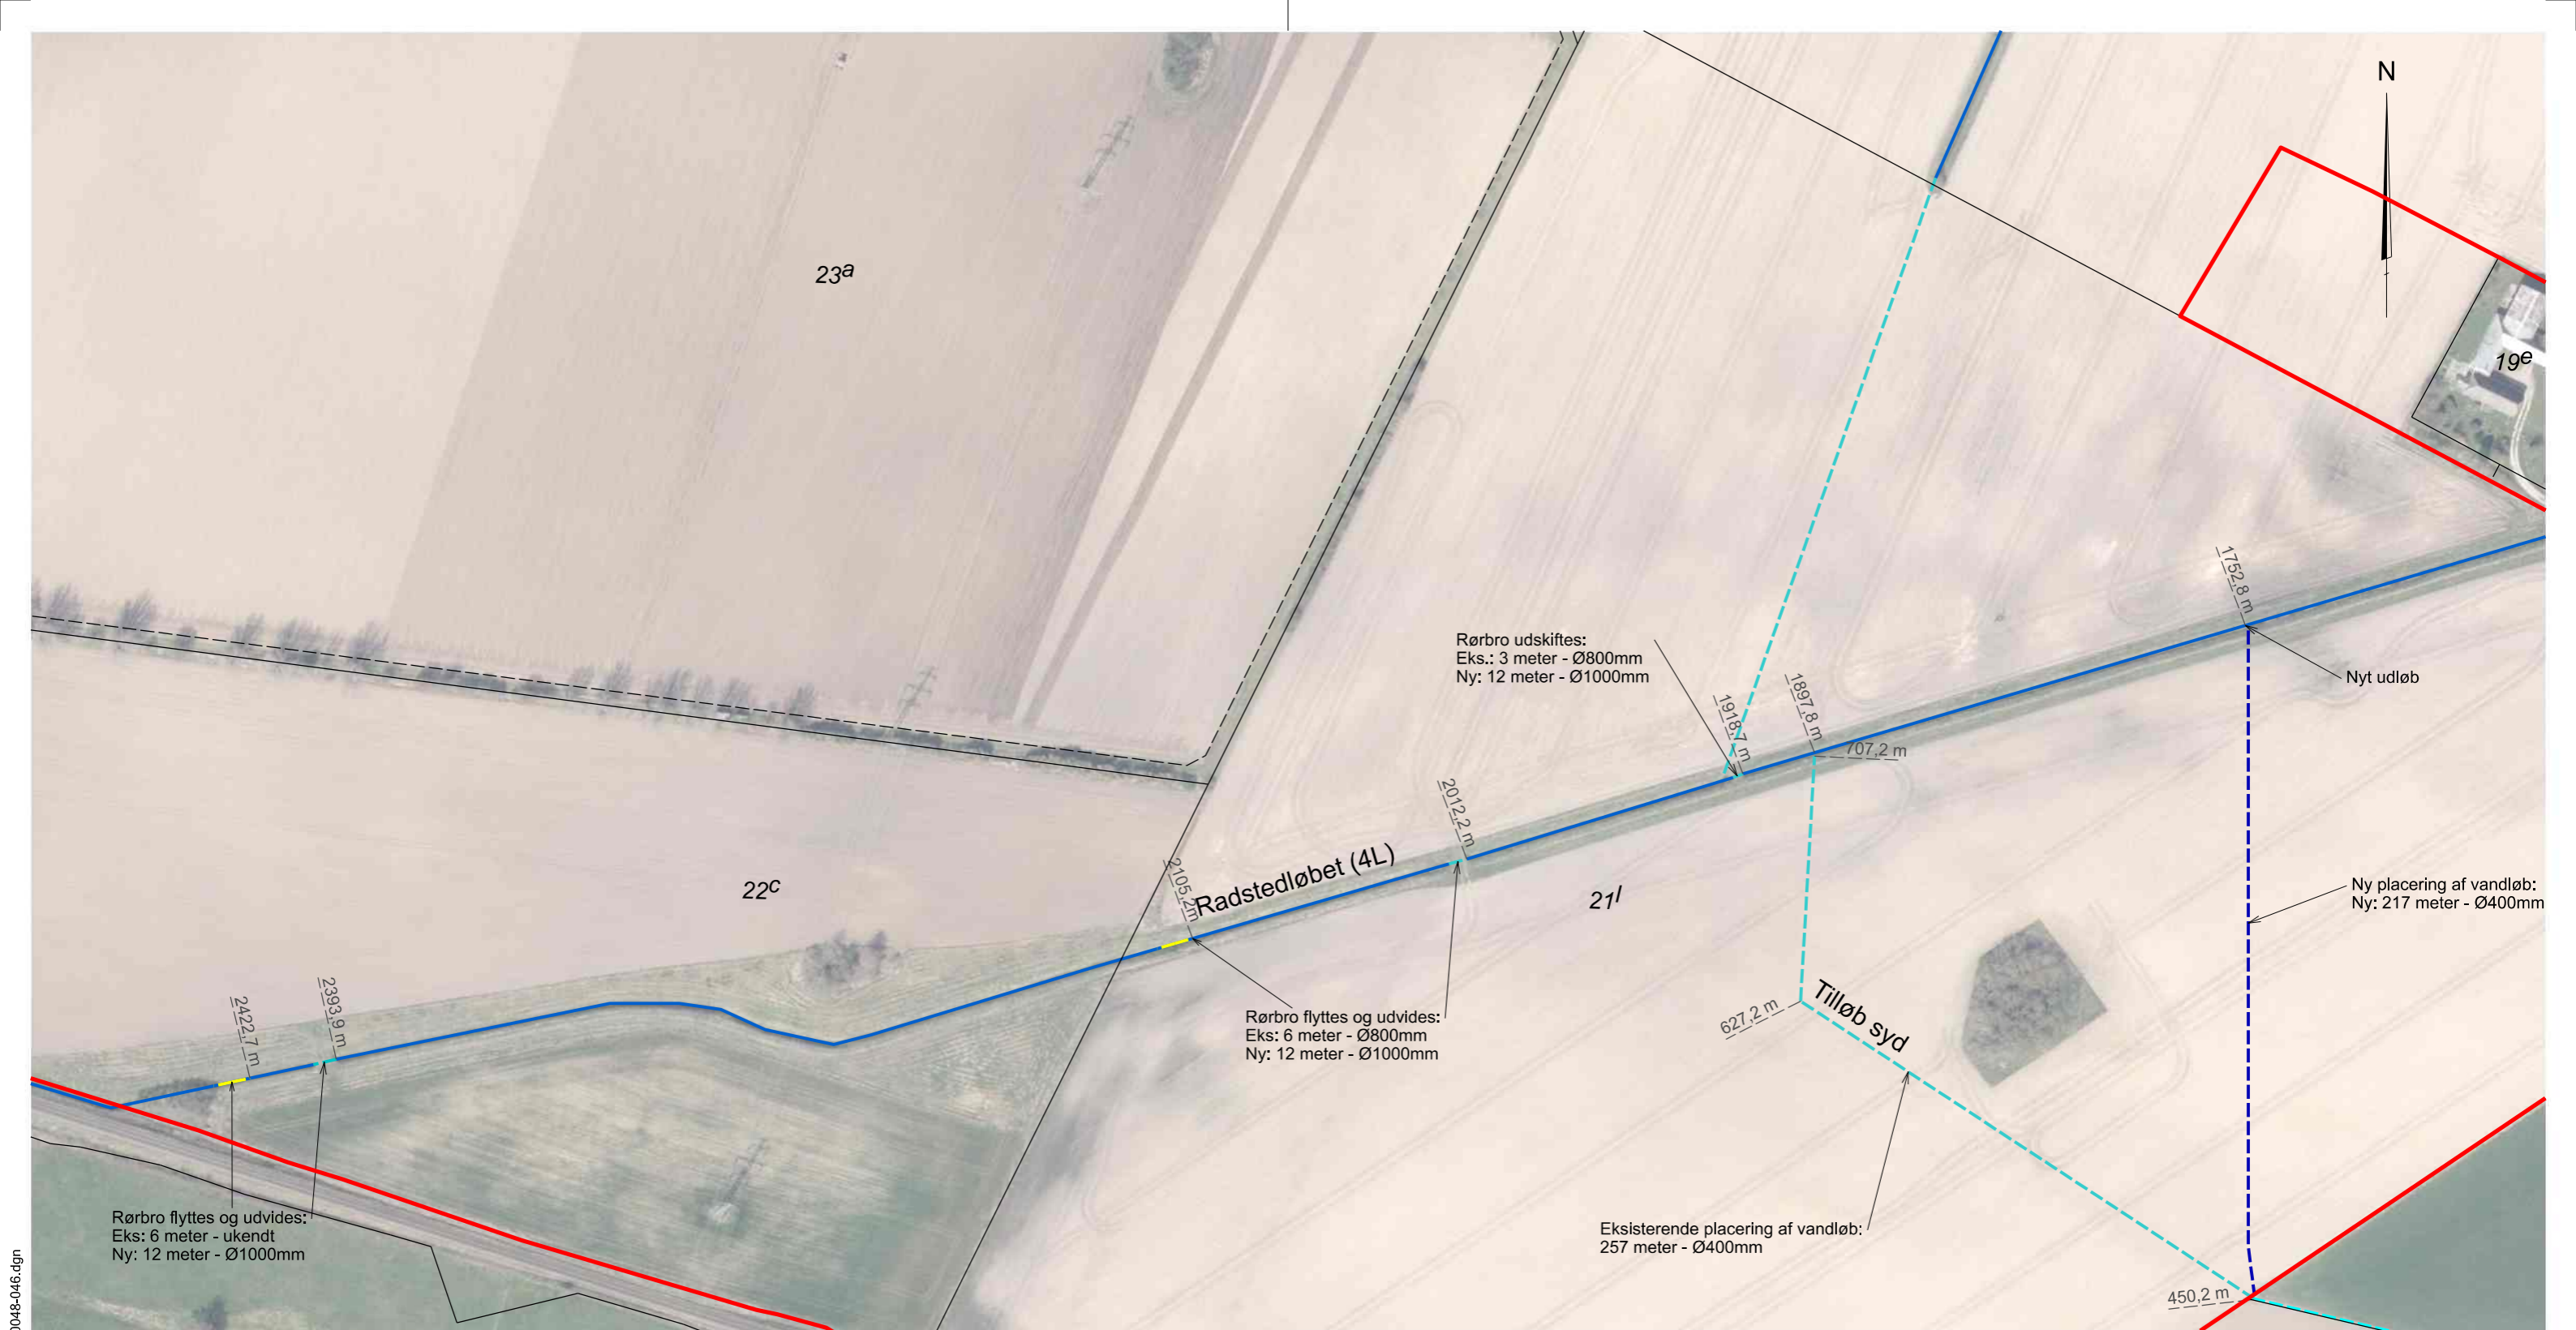 N
23a
19e
1752,8 m
Rørbro udskiftes:
Eks.: 3 meter - Ø800mm
Ny: 12 meter - Ø1000mm
Nyt udløb
1918,7 m
1897,8 m
707,2 m
2012,2 m
2105,2m
Radstedløbet (4L)
22c
21l
Ny placering af vandløb:
Ny: 217 meter - Ø400mm
2422,7 m
2393,9 m
Rørbro flyttes og udvides:
Eks: 6 meter - Ø800mm
Ny: 12 meter - Ø1000mm
627,2 m
Tilløb syd
Rørbro flyttes og udvides:
Eks: 6 meter - ukendt
Ny: 12 meter - Ø1000mm
Eksisterende placering af vandløb:
257 meter - Ø400mm
450,2 m
0048-046.dgn